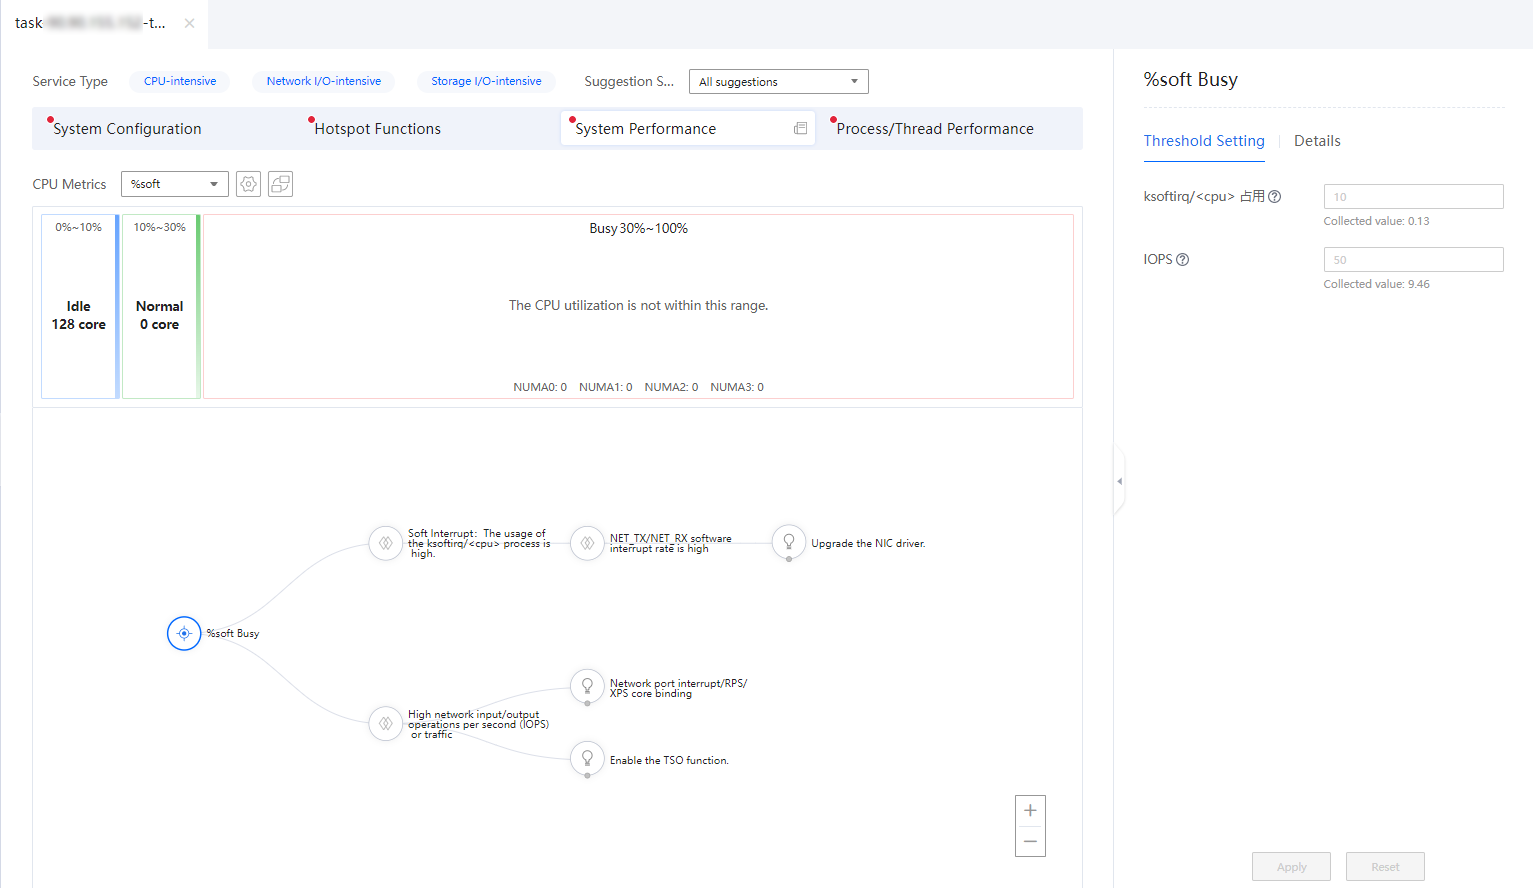 task
-t...
Service Type
CPU-intensive
Network I/O-intensive
Storage I/O-intensive
Suggestion S...
All suggestions
System Configuration
Hotspot Functions
System Performance
Process/Thread Performance
CPU Metrics
%soft
0%~10%
Idle
128 core
10%~30%
Normal
0 core
Busy30%~100%
The CPU utilization is not within this range.
NUMA0: 0 NUMA1: 0 NUMA2: 0 NUMA3: 0
%soft Busy
Soft Interrupt: The usage of
the ksoftirq/<cpu> process is
high.
NET_TX/NET_RX software
interrupt rate is high
Upgrade the NIC driver.
High network input/output
operations per second (IOPS)
or traffic
Network port interrupt/RPS/
XPS core binding
Enable the TSO function.
+
−
%soft Busy
Threshold Setting
Details
ksoftirq/<cpu> 占用
10
Collected value: 0.13
IOPS
50
Collected value: 9.46
Apply
Reset